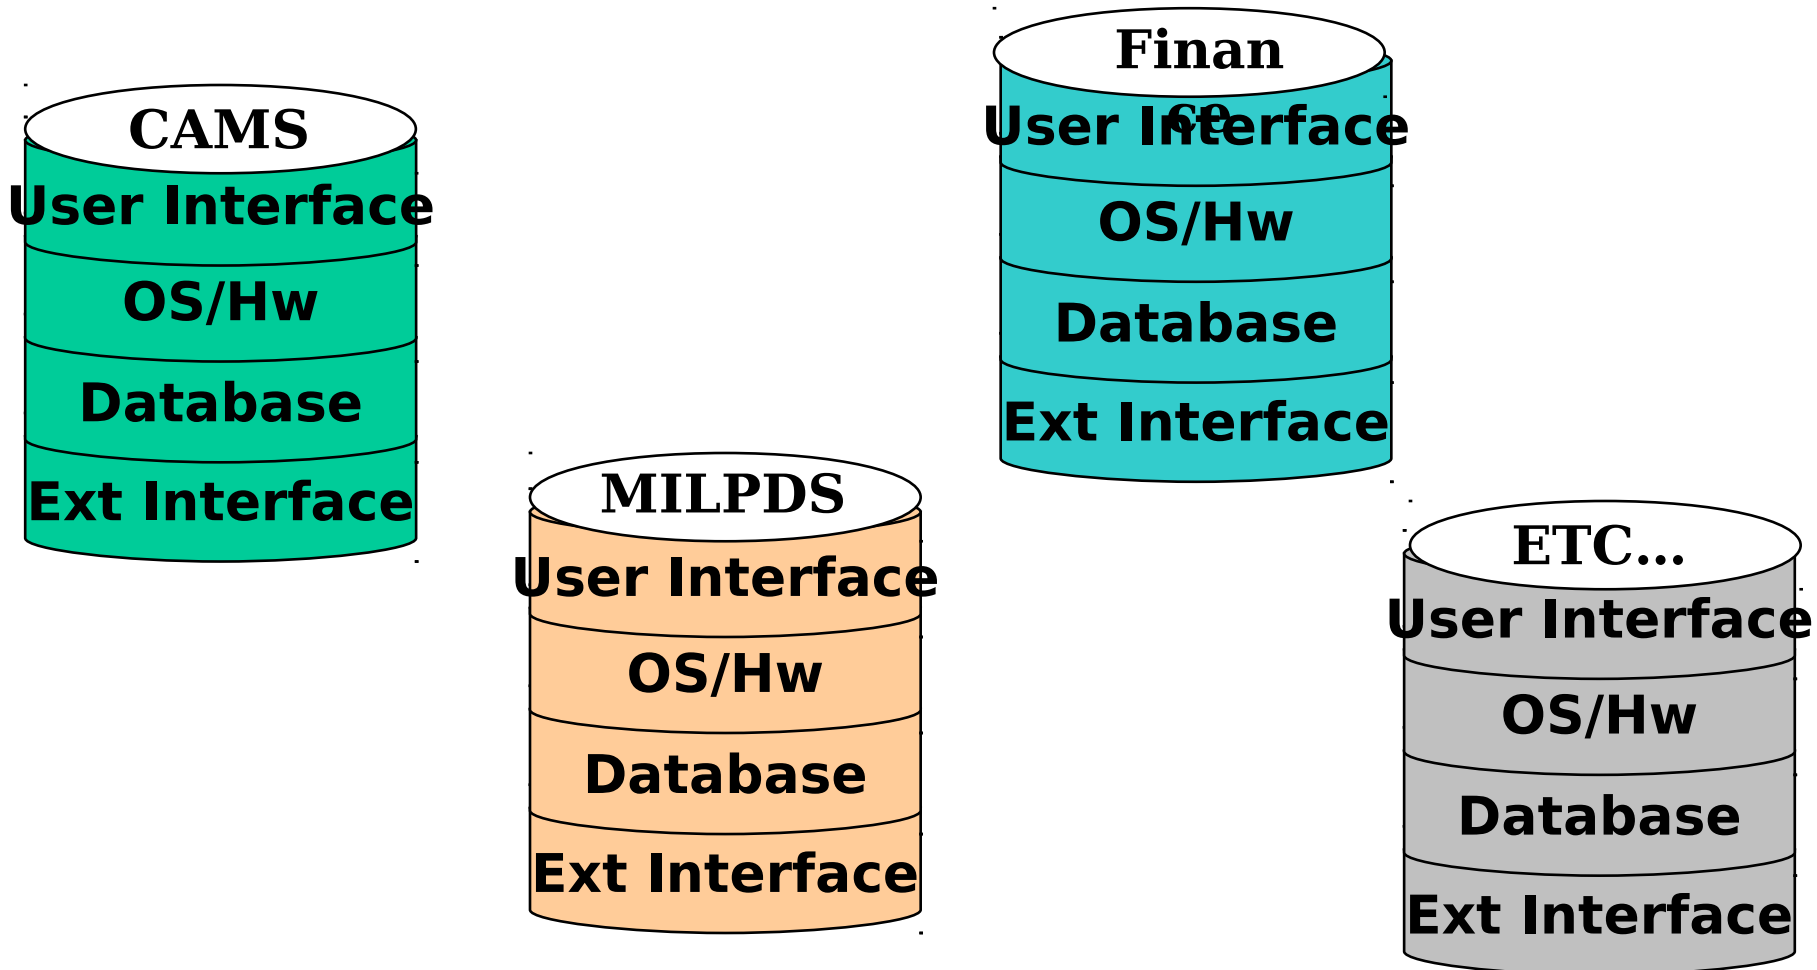 CAMS
User Interface
OS/Hw
Database
Ext Interface
MILPDS
User Interface
OS/Hw
Database
Ext Interface
Finan
ce
User Interface
OS/Hw
Database
Ext Interface
ETC…
User Interface
OS/Hw
Database
Ext Interface